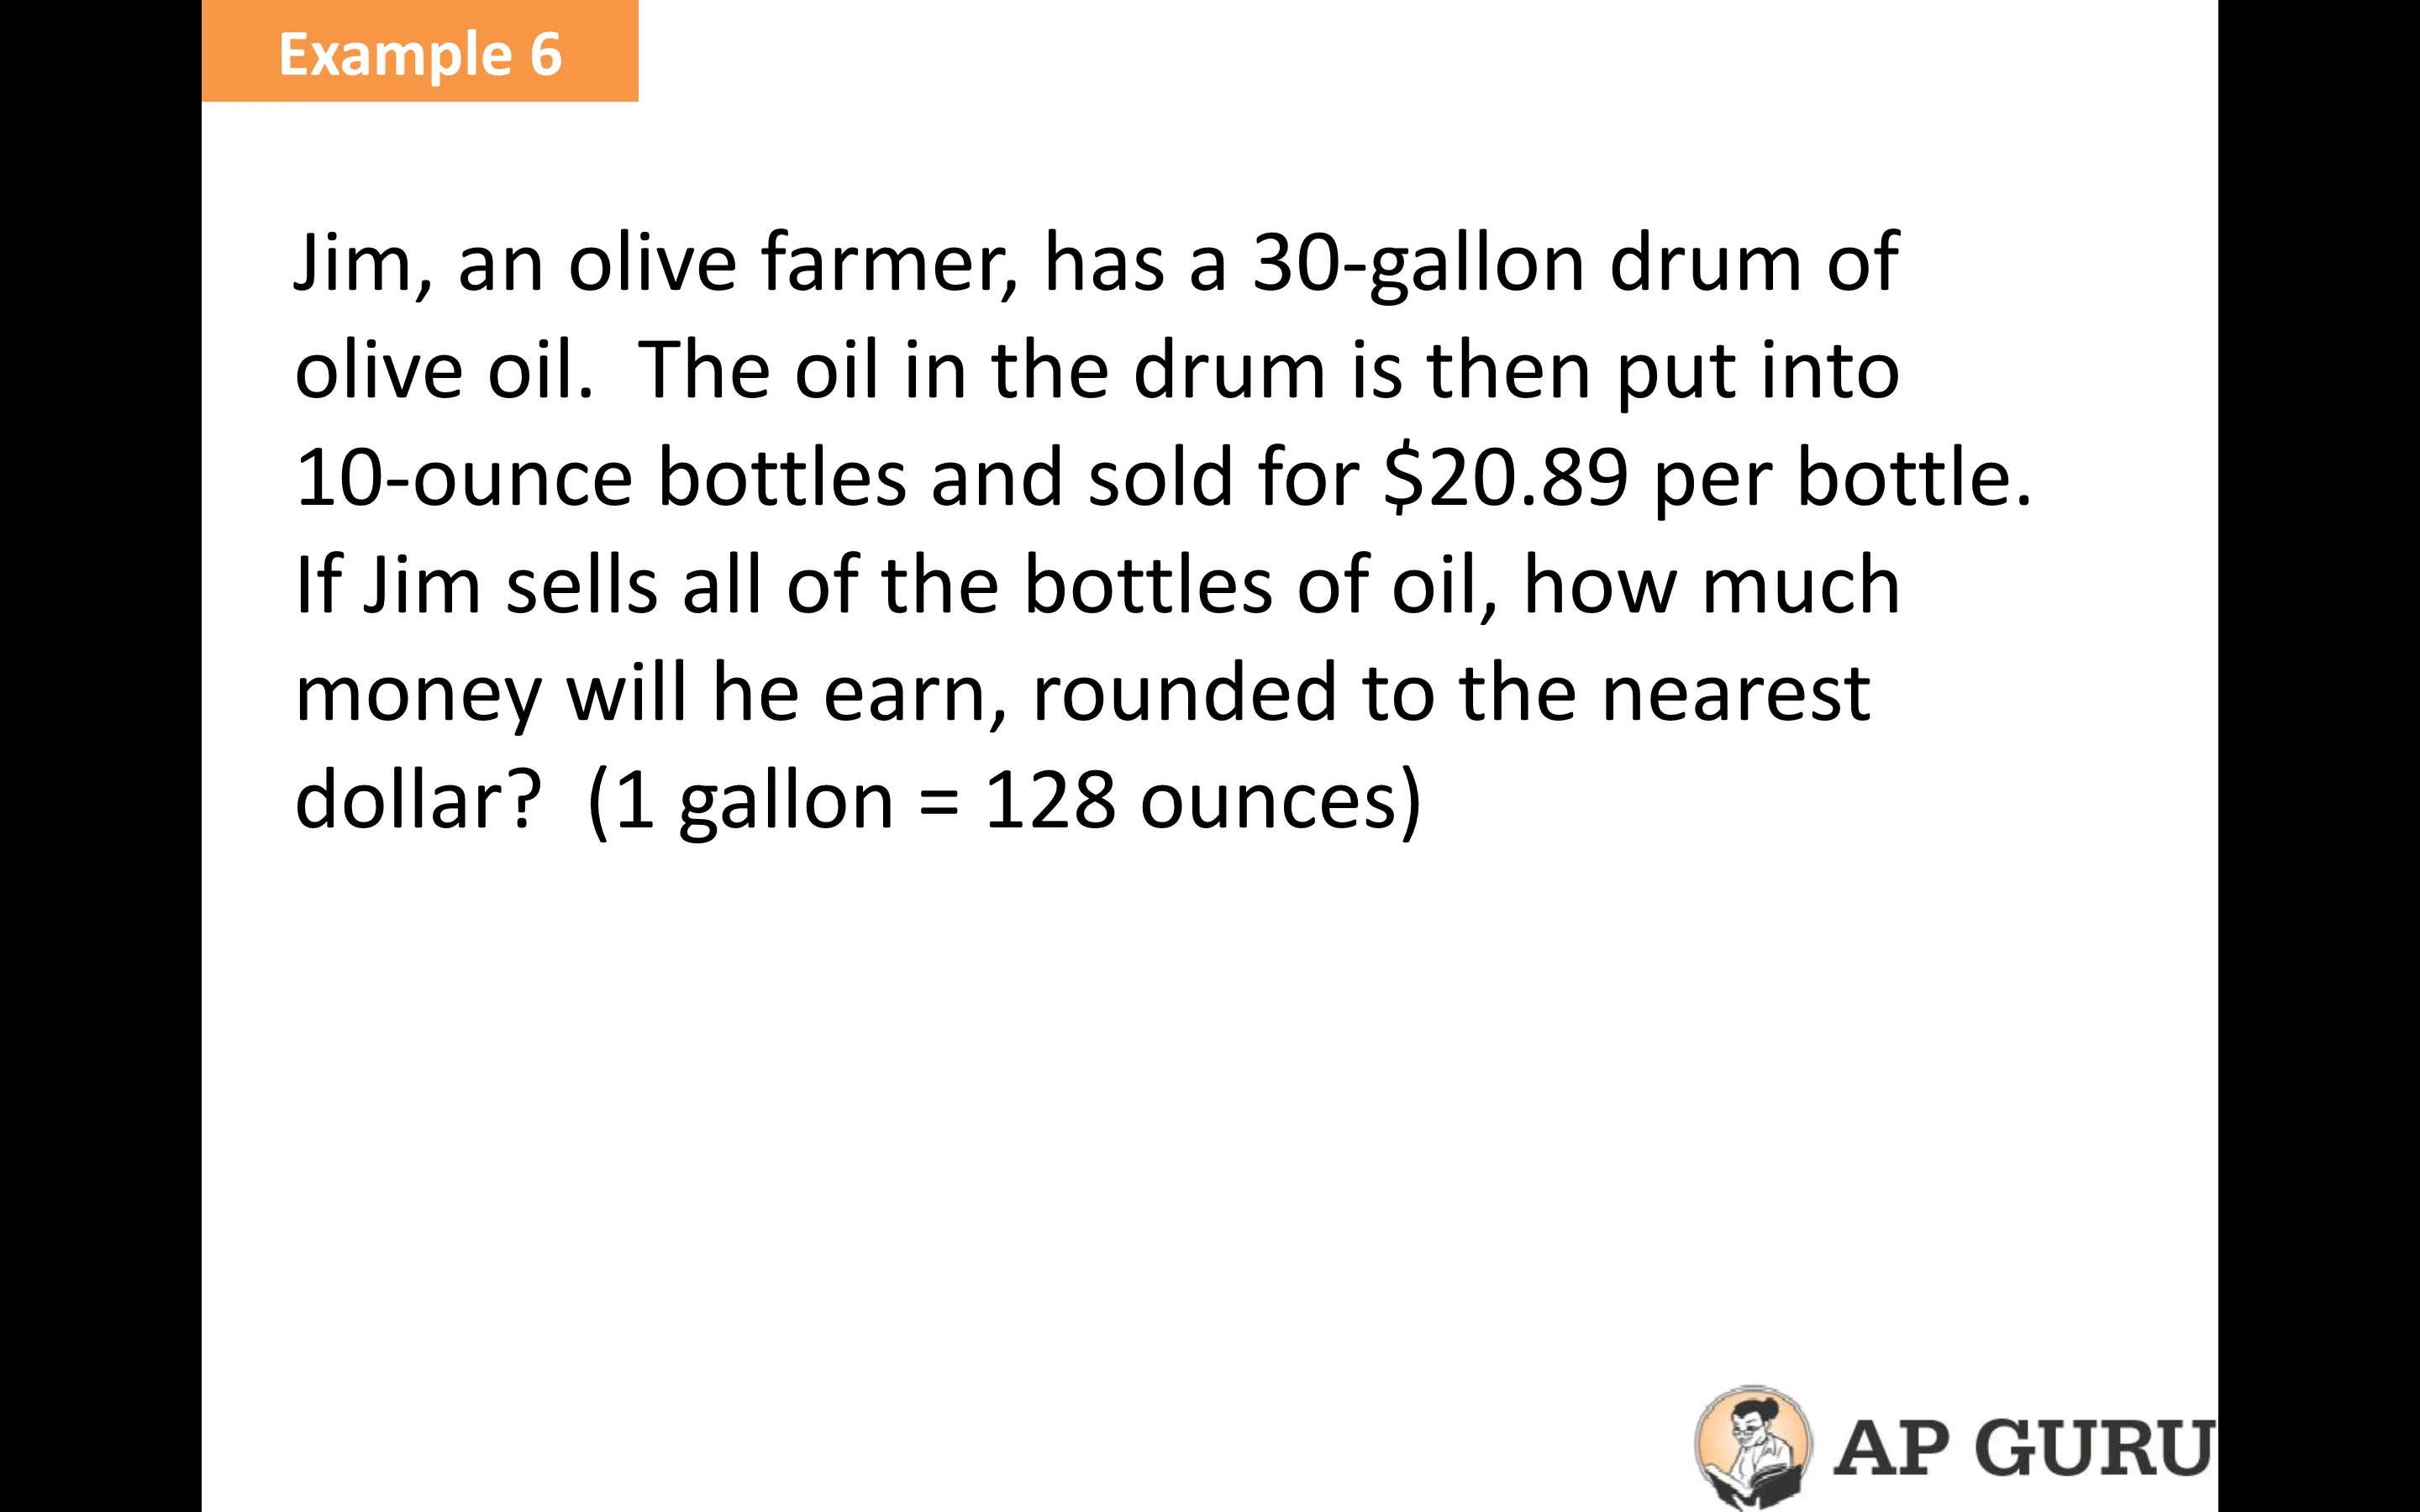 Example 6
Jim, an olive farmer, has a 30-gallon drum of
olive oil.  The oil in the drum is then put into
10-ounce bottles and sold for $20.89 per bottle.
If Jim sells all of the bottles of oil, how much
money will he earn, rounded to the nearest
dollar?  (1 gallon = 128 ounces)
AP GURU